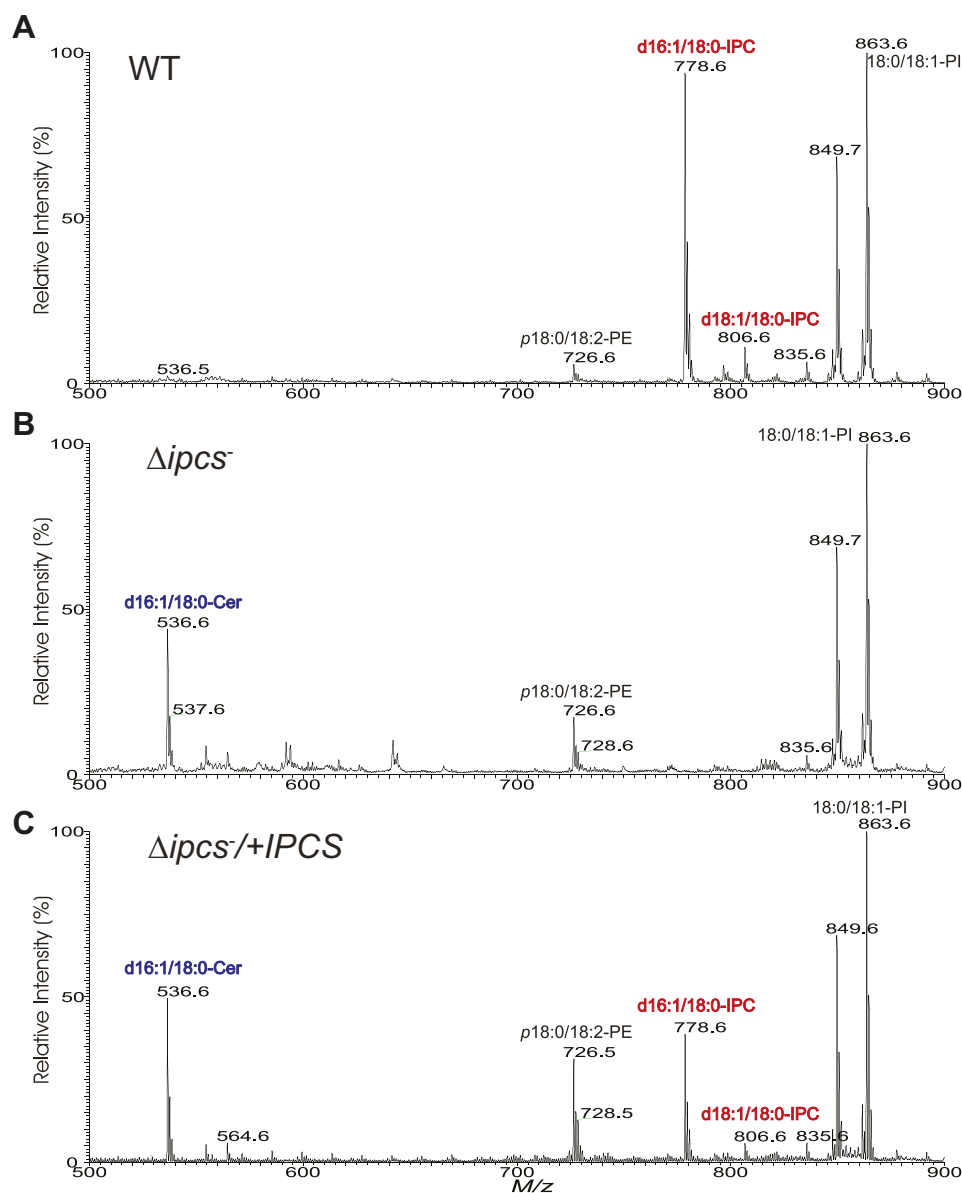 A
WT
Relative Intensity (%)
100
50
0
d16:1/18:0-IPC
778.6
863.6
18:0/18:1-PI
849.7
d18:1/18:0-IPC
806.6
835.6
p18:0/18:2-PE
726.6
536.5
500 600 700 800 900
B
Δipcs-
Relative Intensity (%)
100
50
0
18:0/18:1-PI 863.6
849.7
d16:1/18:0-Cer
536.6
537.6
p18:0/18:2-PE
726.6
728.6
835.6
500 600 700 800 900
C
Δipcs-/+IPCS
Relative Intensity (%)
100
50
0
18:0/18:1-PI
863.6
849.6
d16:1/18:0-Cer
536.6
d16:1/18:0-IPC
778.6
p18:0/18:2-PE
726.5
728.5
d18:1/18:0-IPC
564.6
806.6 835.6
500 600 700 800 900
M/z